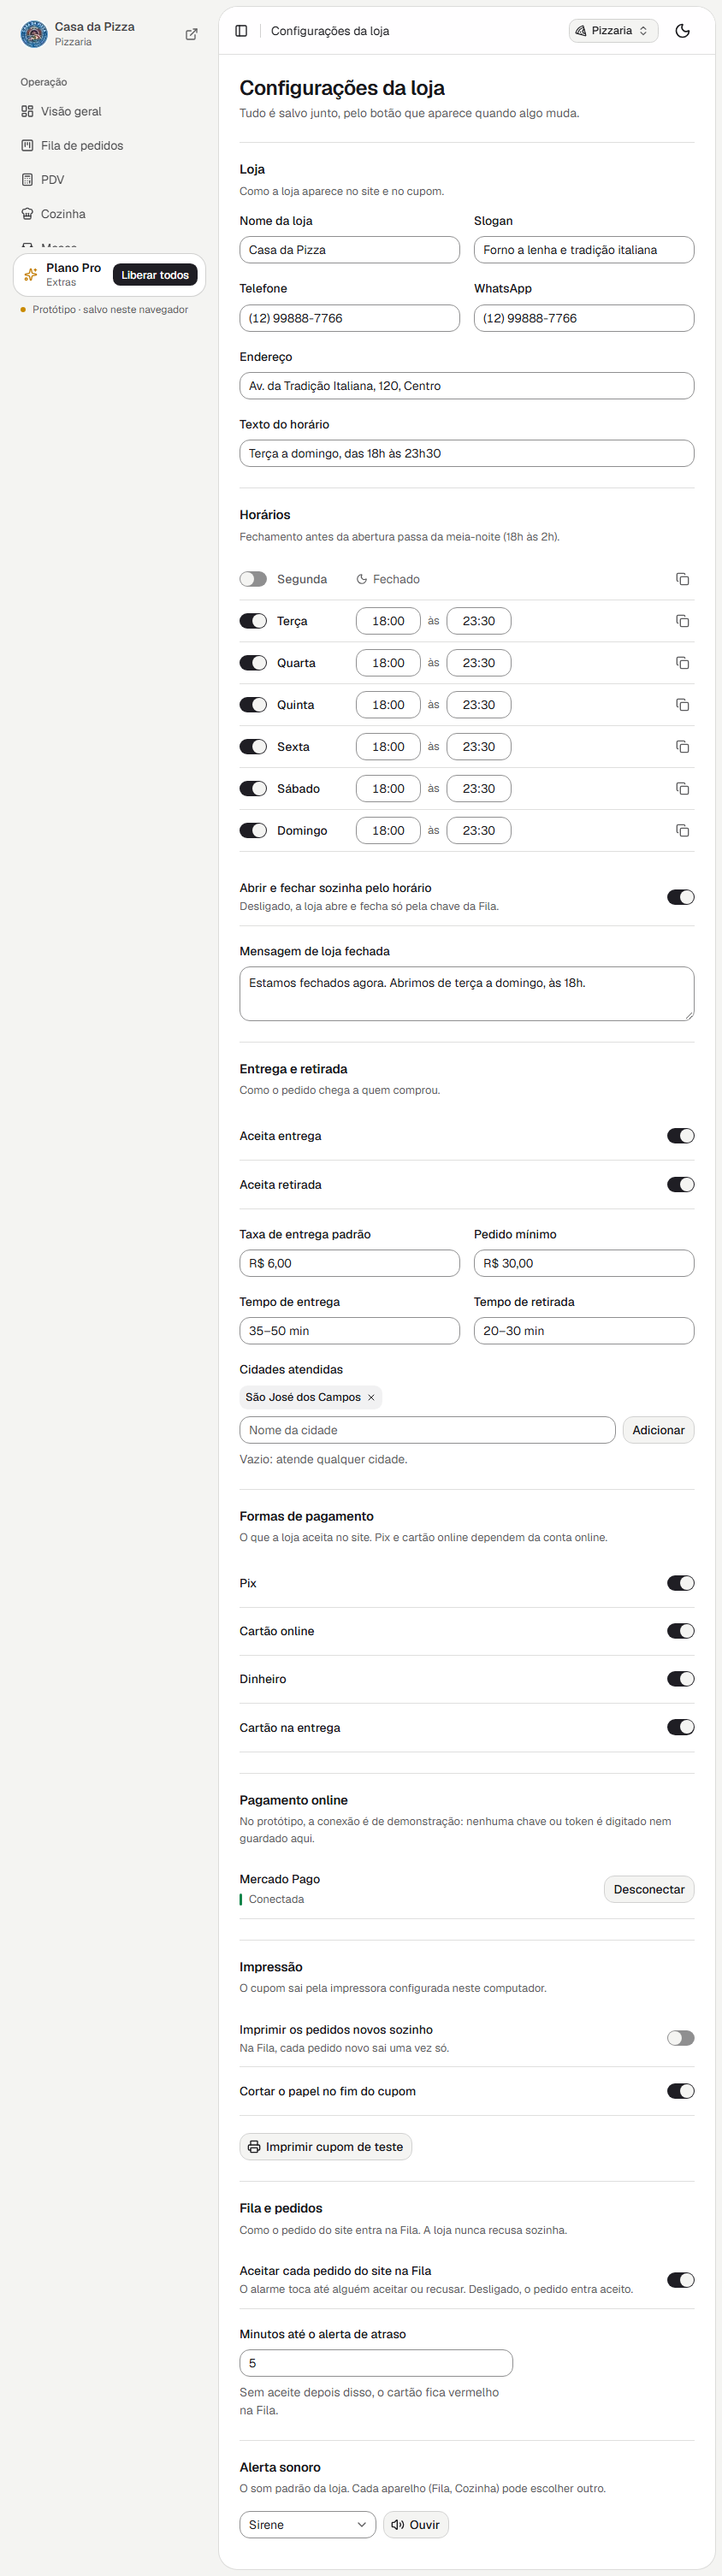 Casa da Pizza
Pizzaria
Operação
Visão geral
Fila de pedidos
PDV
Cozinha
Plano Pro
Extras
Liberar todos
Protótipo · salvo neste navegador
Configurações da loja
Pizzaria
Configurações da loja
Tudo é salvo junto, pelo botão que aparece quando algo muda.
Loja
Como a loja aparece no site e no cupom.
Nome da loja
Slogan
Casa da Pizza
Forno a lenha e tradição italiana
Telefone
WhatsApp
(12) 99888-7766
(12) 99888-7766
Endereço
Av. da Tradição Italiana, 120, Centro
Texto do horário
Terça a domingo, das 18h às 23h30
Horários
Fechamento antes da abertura passa da meia-noite (18h às 2h).
Segunda Fechado
Terça 18:00 às 23:30
Quarta 18:00 às 23:30
Quinta 18:00 às 23:30
Sexta 18:00 às 23:30
Sábado 18:00 às 23:30
Domingo 18:00 às 23:30
Abrir e fechar sozinha pelo horário
Desligado, a loja abre e fecha só pela chave da Fila.
Mensagem de loja fechada
Estamos fechados agora. Abrimos de terça a domingo, às 18h.
Entrega e retirada
Como o pedido chega a quem comprou.
Aceita entrega
Aceita retirada
Taxa de entrega padrão
Pedido mínimo
R$ 6,00
R$ 30,00
Tempo de entrega
Tempo de retirada
35–50 min
20–30 min
Cidades atendidas
São José dos Campos
Nome da cidade
Adicionar
Vazio: atende qualquer cidade.
Formas de pagamento
O que a loja aceita no site. Pix e cartão online dependem da conta online.
Pix
Cartão online
Dinheiro
Cartão na entrega
Pagamento online
No protótipo, a conexão é de demonstração: nenhuma chave ou token é digitado nem
guardado aqui.
Mercado Pago
Conectada
Desconectar
Impressão
O cupom sai pela impressora configurada neste computador.
Imprimir os pedidos novos sozinho
Na Fila, cada pedido novo sai uma vez só.
Cortar o papel no fim do cupom
Imprimir cupom de teste
Fila e pedidos
Como o pedido do site entra na Fila. A loja nunca recusa sozinha.
Aceitar cada pedido do site na Fila
O alarme toca até alguém aceitar ou recusar. Desligado, o pedido entra aceito.
Minutos até o alerta de atraso
5
Sem aceite depois disso, o cartão fica vermelho
na Fila.
Alerta sonoro
O som padrão da loja. Cada aparelho (Fila, Cozinha) pode escolher outro.
Sirene
Ouvir